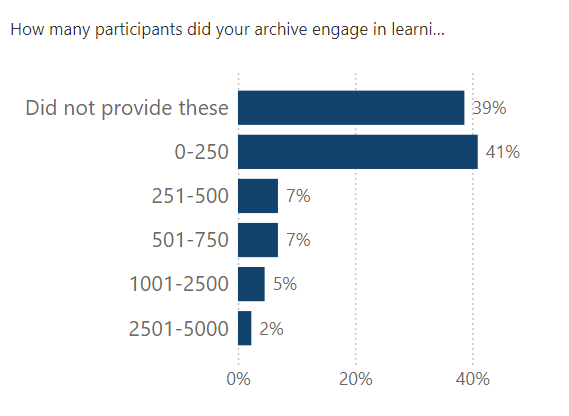 How many participants did your archive engage in learni...
Did not provide these 39%
0-250 41%
251-500 7%
501-750 7%
1001-2500 5%
2501-5000 2%
0% 20% 40%